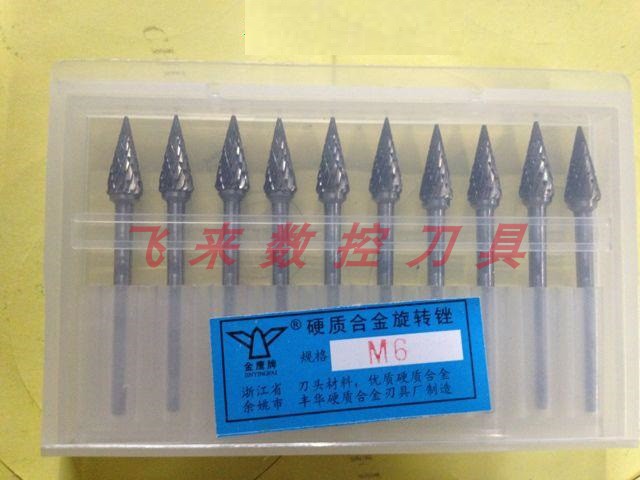 飞来数控刀具
®硬质合金旋转锉
金鹰牌
JINYINGPAI
规格 M6
浙江省 刀头材料：优质硬质合金
余姚市 丰华硬质合金刃具厂制造